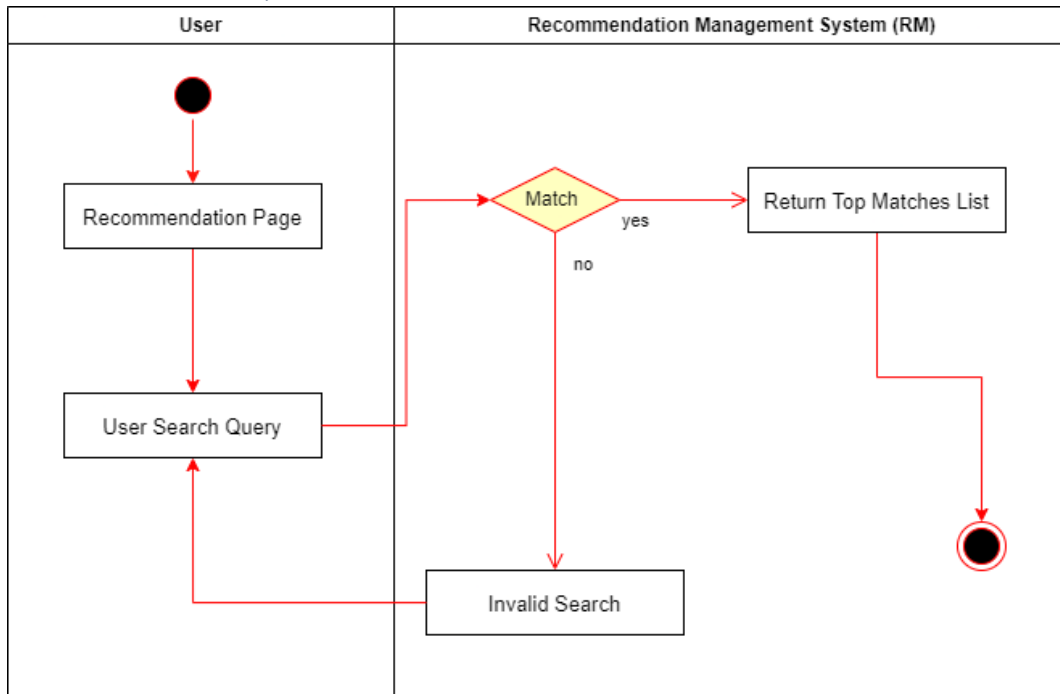 User
Recommendation Management System (RM)
Recommendation Page
Match
yes
Return Top Matches List
no
User Search Query
Invalid Search